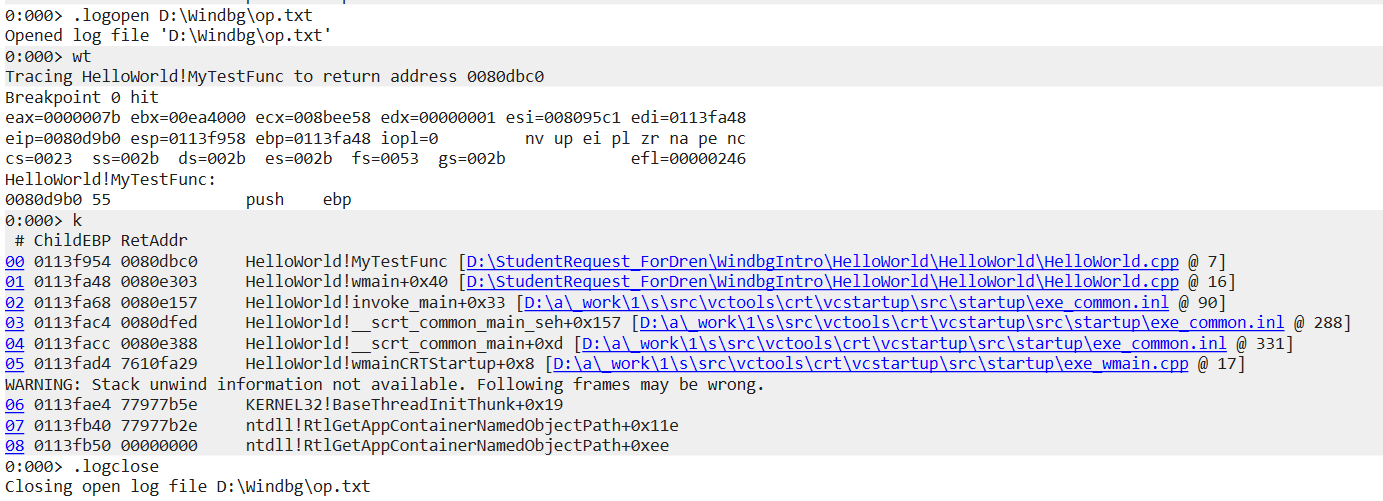 0:000> .logopen D:\Windbg\op.txt
Opened log file 'D:\Windbg\op.txt'
0:000> wt
Tracing HelloWorld!MyTestFunc to return address 0080dbc0
Breakpoint 0 hit
eax=0000007b ebx=00ea4000 ecx=008bee58 edx=00000001 esi=008095c1 edi=0113fa48
eip=0080d9b0 esp=0113f958 ebp=0113fa48 iopl=0         nv up ei pl zr na pe nc
cs=0023  ss=002b  ds=002b  es=002b  fs=0053  gs=002b             efl=00000246
HelloWorld!MyTestFunc:
0080d9b0 55              push    ebp
0:000> k
 # ChildEBP RetAddr
00 0113f954 0080dbc0     HelloWorld!MyTestFunc [D:\StudentRequest_ForDren\WindbgIntro\HelloWorld\HelloWorld\HelloWorld.cpp @ 7]
01 0113fa48 0080e303     HelloWorld!wmain+0x40 [D:\StudentRequest_ForDren\WindbgIntro\HelloWorld\HelloWorld\HelloWorld.cpp @ 16]
02 0113fa68 0080e157     HelloWorld!invoke_main+0x33 [D:\a\_work\1\s\src\vctools\crt\vcstartup\src\startup\exe_common.inl @ 90]
03 0113fac4 0080dfed     HelloWorld!__scrt_common_main_seh+0x157 [D:\a\_work\1\s\src\vctools\crt\vcstartup\src\startup\exe_common.inl @ 288]
04 0113facc 0080e388     HelloWorld!__scrt_common_main+0xd [D:\a\_work\1\s\src\vctools\crt\vcstartup\src\startup\exe_common.inl @ 331]
05 0113fad4 7610fa29     HelloWorld!wmainCRTStartup+0x8 [D:\a\_work\1\s\src\vctools\crt\vcstartup\src\startup\exe_wmain.cpp @ 17]
WARNING: Stack unwind information not available. Following frames may be wrong.
06 0113fae4 77977b5e     KERNEL32!BaseThreadInitThunk+0x19
07 0113fb40 77977b2e     ntdll!RtlGetAppContainerNamedObjectPath+0x11e
08 0113fb50 00000000     ntdll!RtlGetAppContainerNamedObjectPath+0xee
0:000> .logclose
Closing open log file D:\Windbg\op.txt